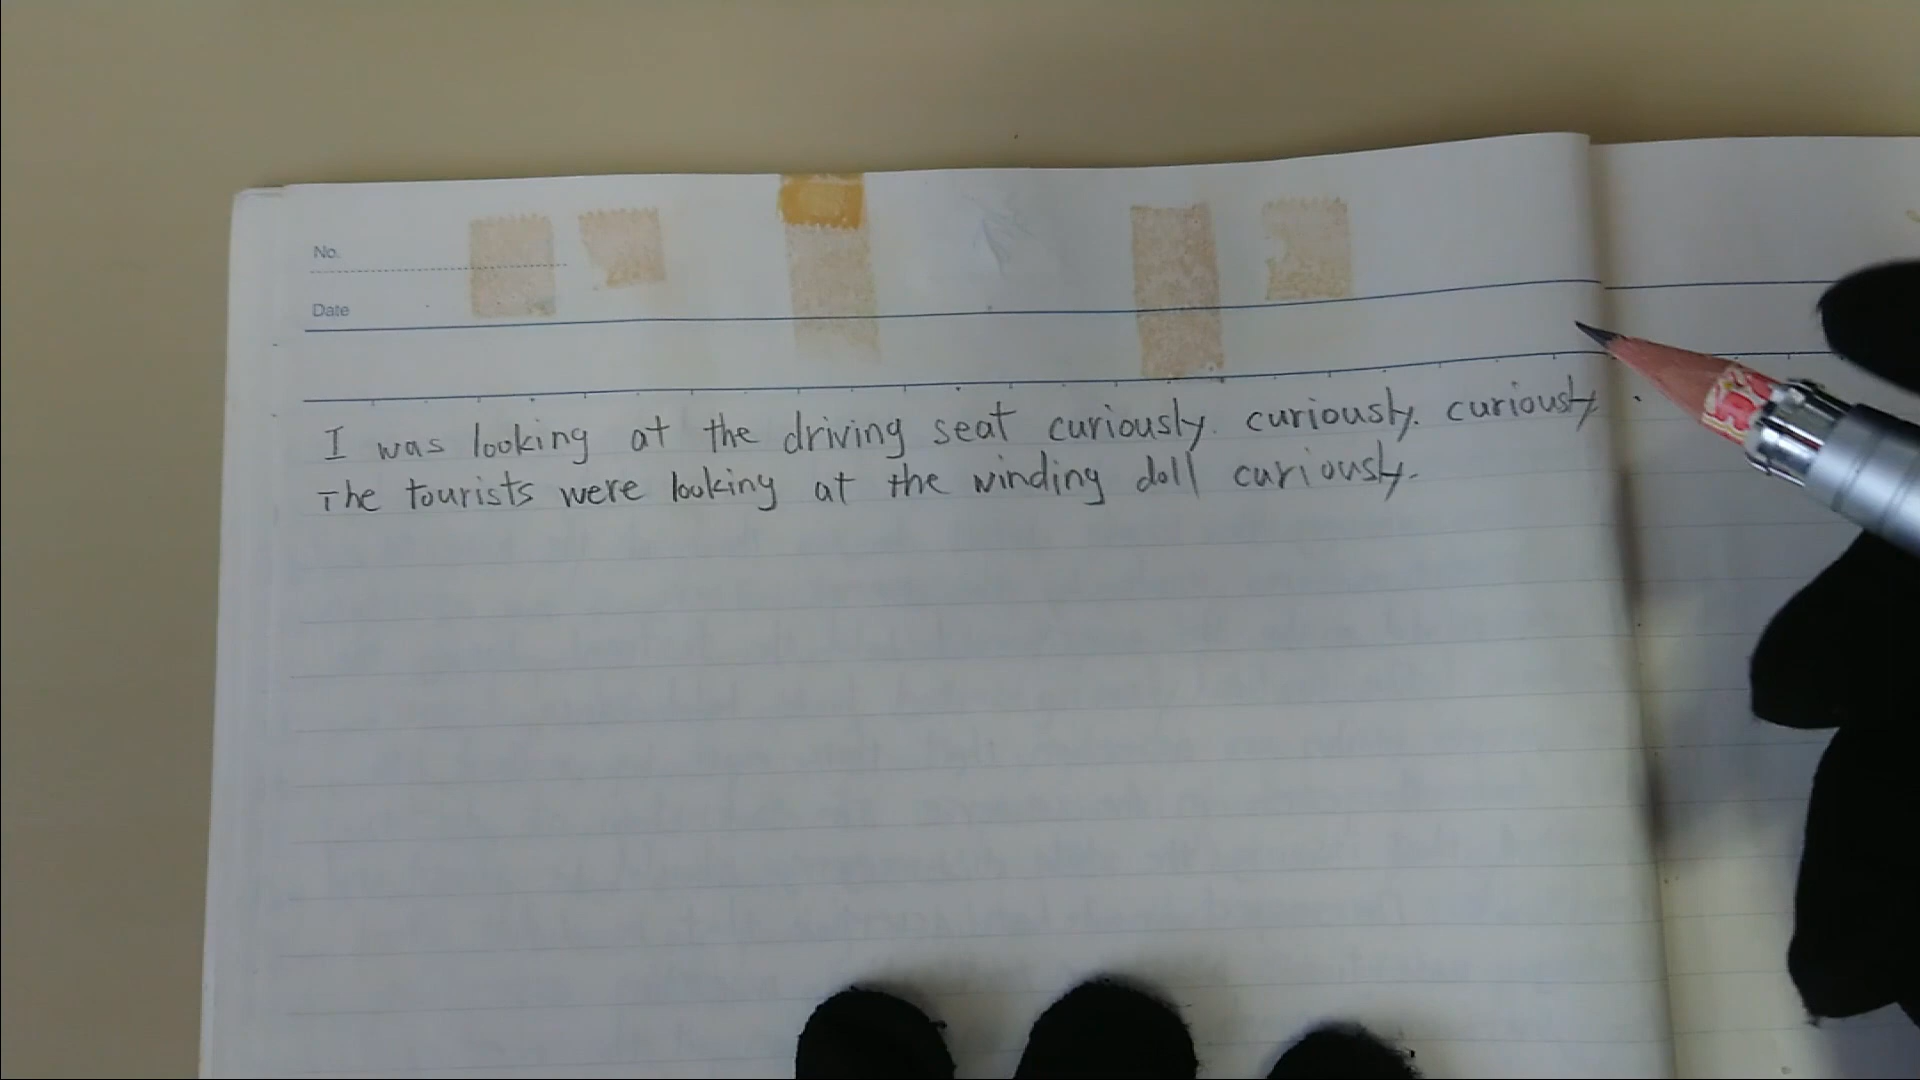 No.
Date
I was looking at the driving seat curiously. curiously. curiously.
The tourists were looking at the winding doll curiously.